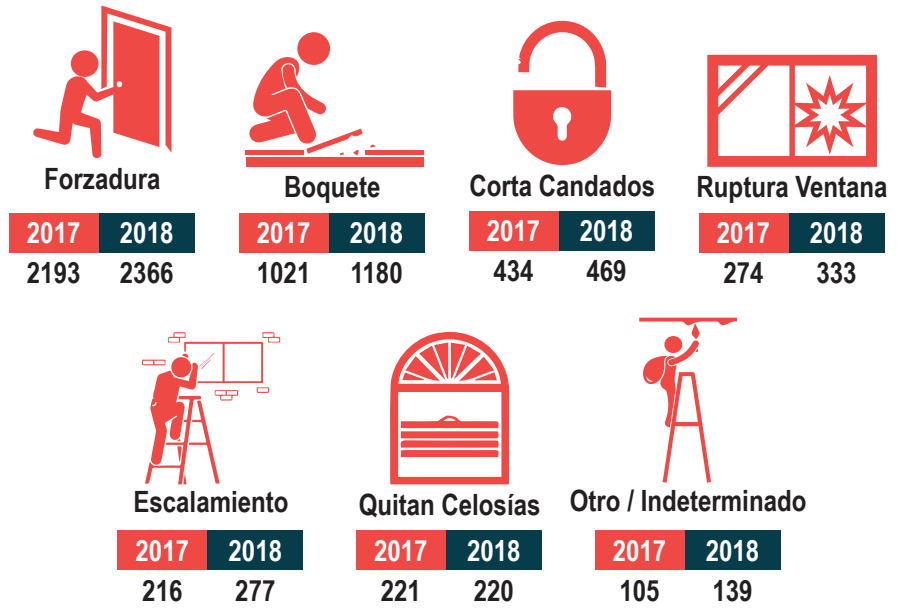 Forzadura
2017 2018
2193 2366
Boquete
2017 2018
1021 1180
Corta Candados
2017 2018
434 469
Ruptura Ventana
2017 2018
274 333
Escalamiento
2017 2018
216 277
Quitan Celosías
2017 2018
221 220
Otro / Indeterminado
2017 2018
105 139